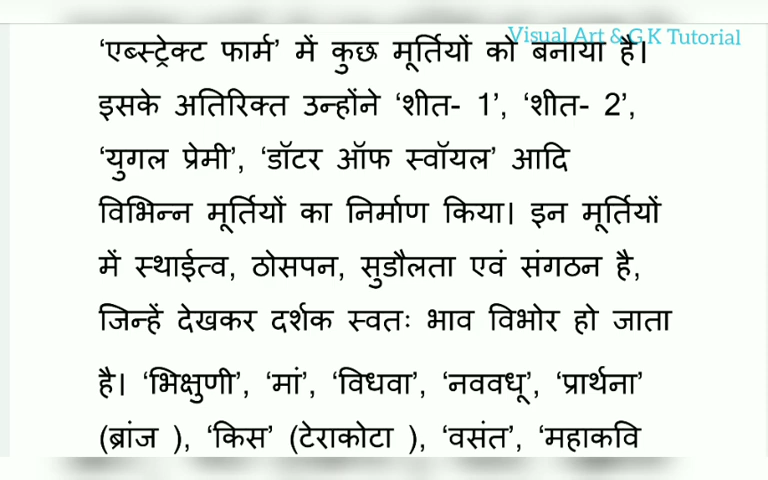 Visual Art & G.K Tutorial
‘एब्स्ट्रेक्ट फार्म’ में कुछ मूर्तियों को बनाया है।
इसके अतिरिक्त उन्होंने ‘शीत- 1’, ‘शीत- 2’,
‘युगल प्रेमी’, ‘डॉटर ऑफ स्वॉयल’ आदि
विभिन्न मूर्तियों का निर्माण किया। इन मूर्तियों
में स्थाईत्व, ठोसपन, सुडौलता एवं संगठन है,
जिन्हें देखकर दर्शक स्वतः भाव विभोर हो जाता
है। ‘भिक्षुणी’, ‘मां’, ‘विधवा’, ‘नववधू’, ‘प्रार्थना’
(ब्रांज ), ‘किस’ (टेराकोटा ), ‘वसंत’, ‘महाकवि